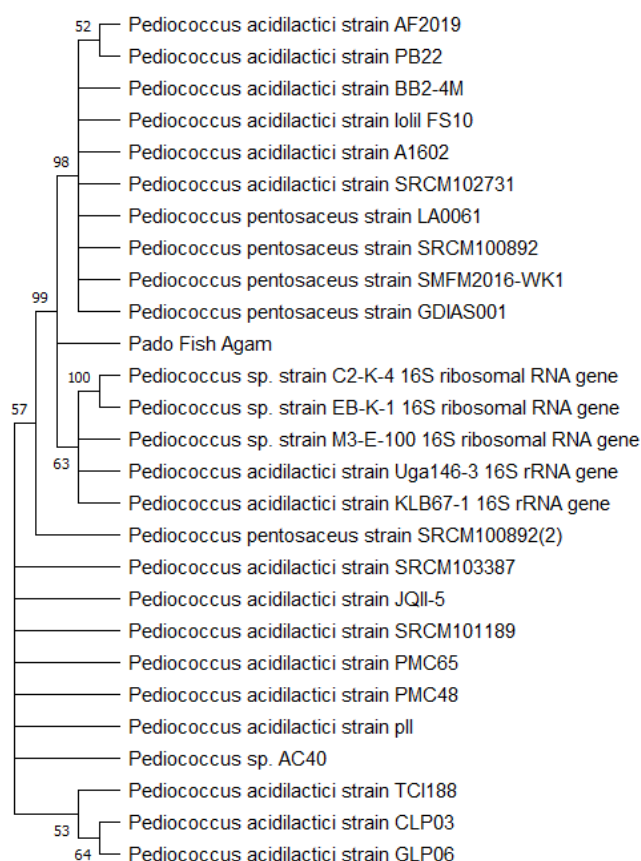 52
Pediococcus acidilactici strain AF2019
Pediococcus acidilactici strain PB22
Pediococcus acidilactici strain BB2-4M
Pediococcus acidilactici strain lolil FS10
98
Pediococcus acidilactici strain A1602
Pediococcus acidilactici strain SRCM102731
Pediococcus pentosaceus strain LA0061
Pediococcus pentosaceus strain SRCM100892
Pediococcus pentosaceus strain SMFM2016-WK1
99
Pediococcus pentosaceus strain GDIAS001
Pado Fish Agam
100
Pediococcus sp. strain C2-K-4 16S ribosomal RNA gene
Pediococcus sp. strain EB-K-1 16S ribosomal RNA gene
57
Pediococcus sp. strain M3-E-100 16S ribosomal RNA gene
63
Pediococcus acidilactici strain Uga146-3 16S rRNA gene
Pediococcus acidilactici strain KLB67-1 16S rRNA gene
Pediococcus pentosaceus strain SRCM100892(2)
Pediococcus acidilactici strain SRCM103387
Pediococcus acidilactici strain JQll-5
Pediococcus acidilactici strain SRCM101189
Pediococcus acidilactici strain PMC65
Pediococcus acidilactici strain PMC48
Pediococcus acidilactici strain pll
Pediococcus sp. AC40
Pediococcus acidilactici strain TCI188
53
Pediococcus acidilactici strain CLP03
64
Pediococcus acidilactici strain GLP06